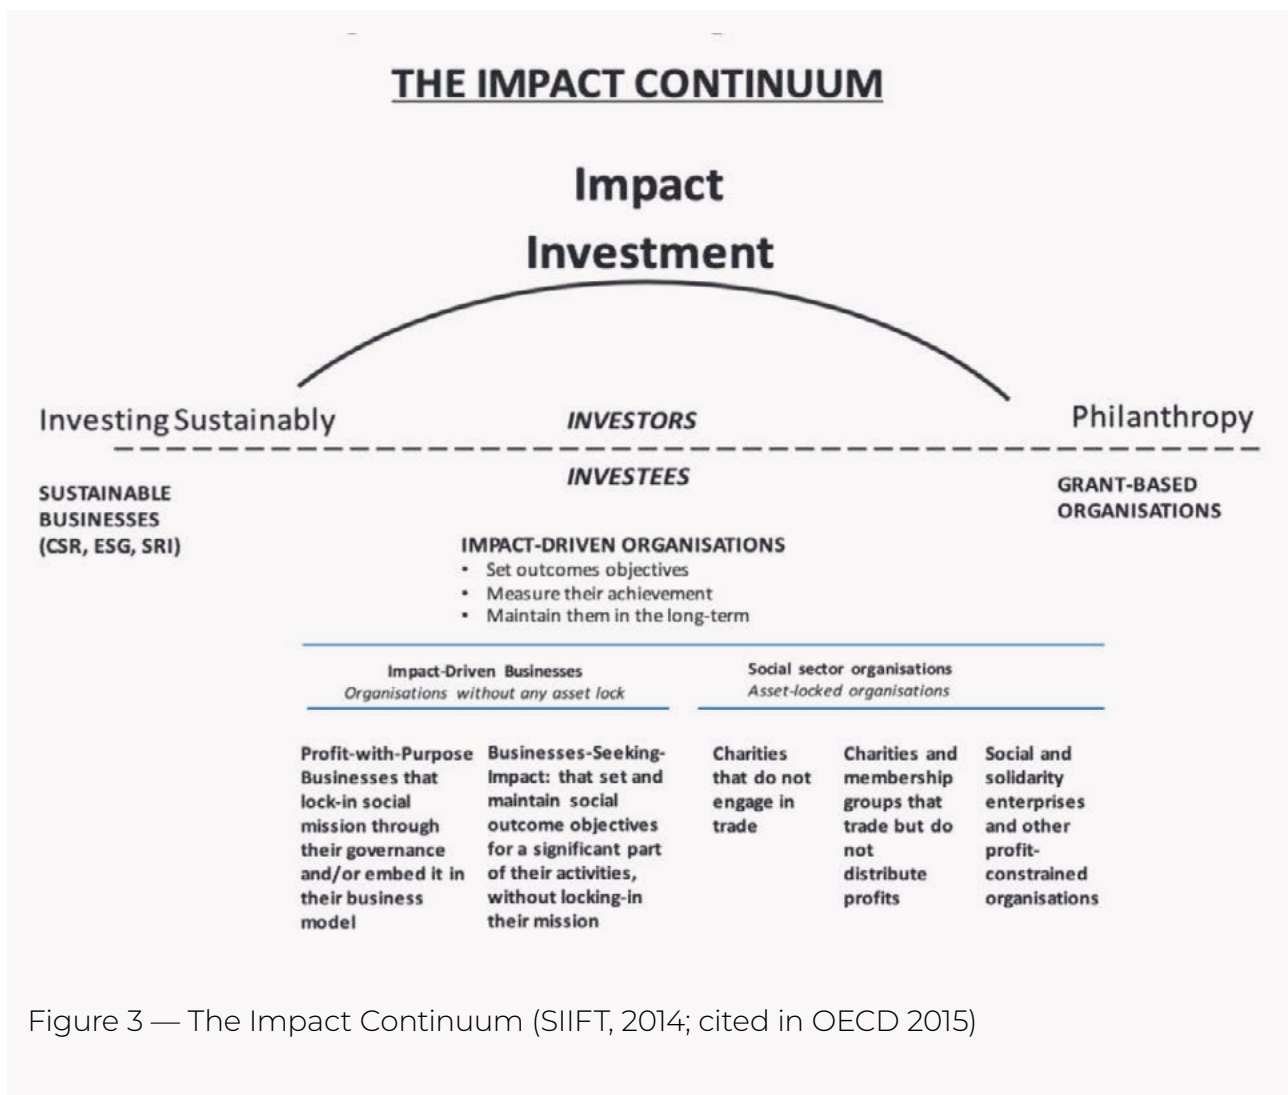 THE IMPACT CONTINUUM
Impact
Investment
Investing Sustainably
INVESTORS
Philanthropy
INVESTEES
SUSTAINABLE
BUSINESSES
(CSR, ESG, SRI)
GRANT-BASED
ORGANISATIONS
IMPACT-DRIVEN ORGANISATIONS
• Set outcomes objectives
• Measure their achievement
• Maintain them in the long-term
Impact-Driven Businesses
Organisations without any asset lock
Social sector organisations
Asset-locked organisations
Profit-with-Purpose
Businesses that
lock-in social
mission through
their governance
and/or embed it in
their business
model
Businesses-Seeking-
Impact: that set and
maintain social
outcome objectives
for a significant part
of their activities,
without locking-in
their mission
Charities
that do not
engage in
trade
Charities and
membership
groups that
trade but do
not
distribute
profits
Social and
solidarity
enterprises
and other
profit-
constrained
organisations
Figure 3 — The Impact Continuum (SIIFT, 2014; cited in OECD 2015)